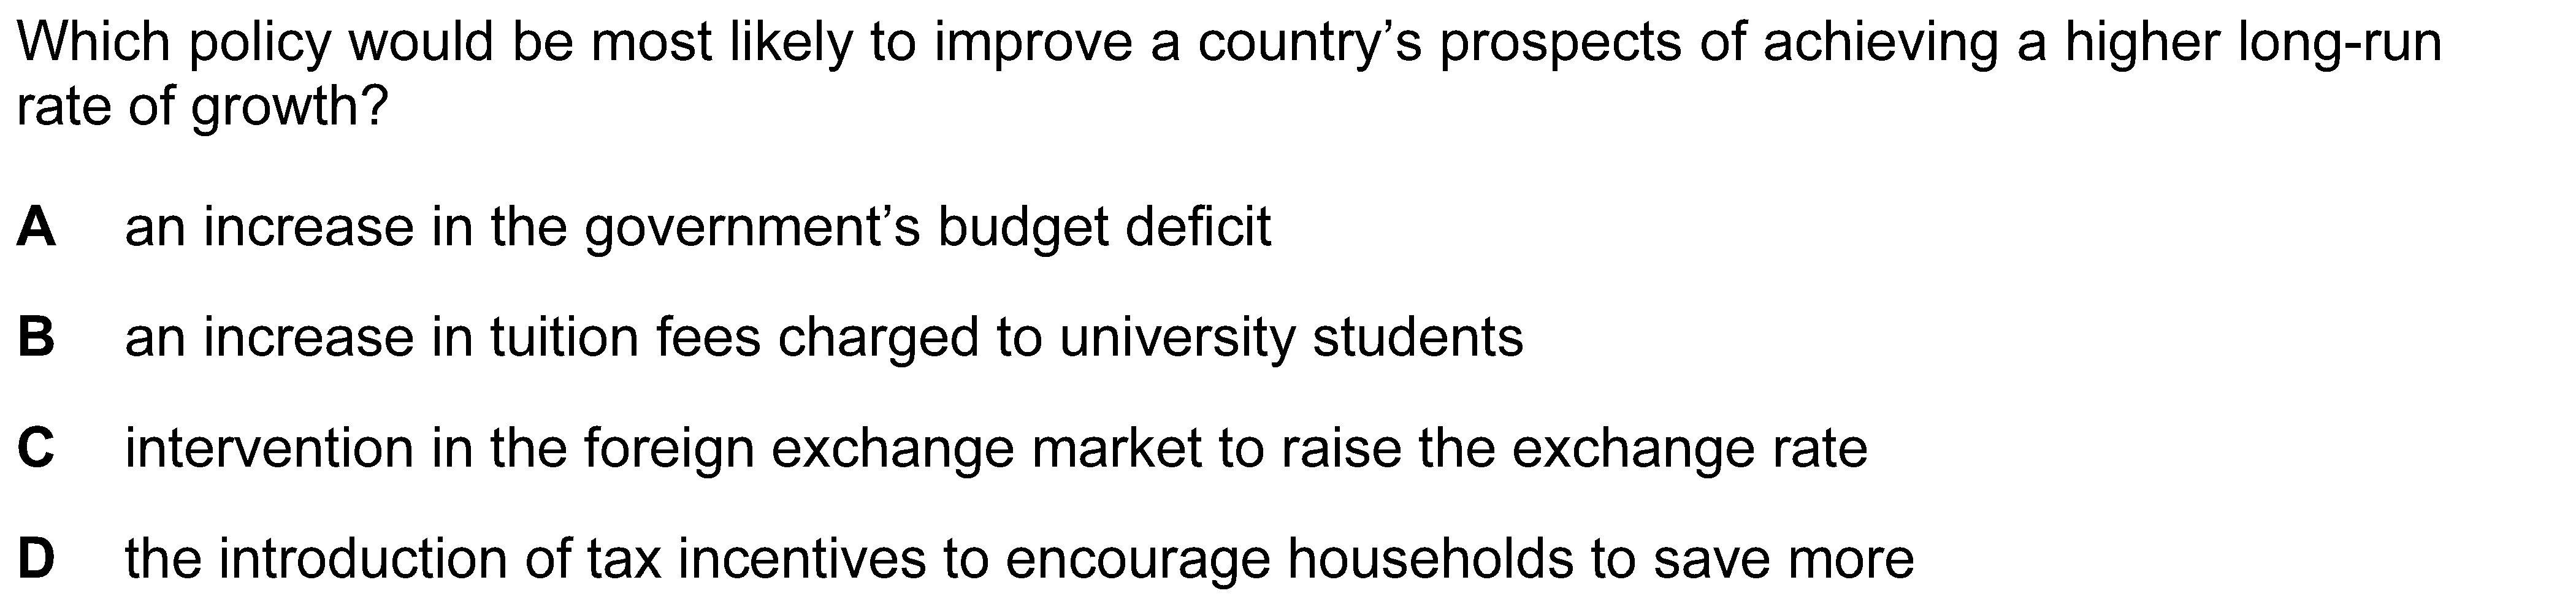 Which policy would be most likely to improve a country’s prospects of achieving a higher long-run
rate of growth?
A an increase in the government’s budget deficit
B an increase in tuition fees charged to university students
C intervention in the foreign exchange market to raise the exchange rate
D the introduction of tax incentives to encourage households to save more